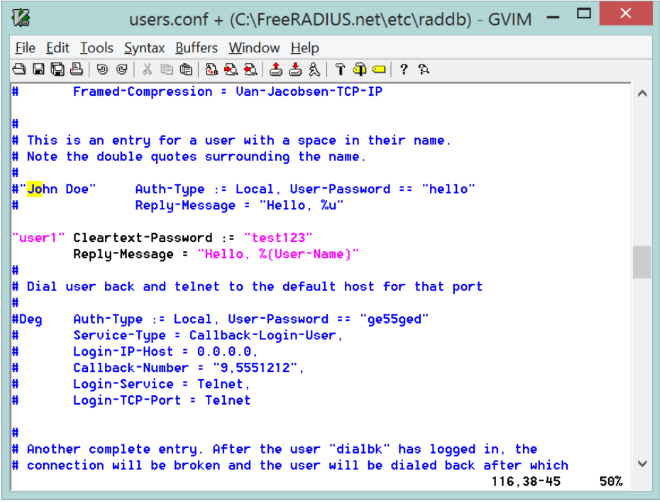 users.conf + (C:\FreeRADIUS.net\etc\raddb) - GVIM
File Edit Tools Syntax Buffers Window Help
#       Framed-Compression = Van-Jacobsen-TCP-IP
#
# This is an entry for a user with a space in their name.
# Note the double quotes surrounding the name.
#
#"John Doe"     Auth-Type := Local, User-Password == "hello"
#               Reply-Message = "Hello, %u"
"user1" Cleartext-Password := "test123"
        Reply-Message = "Hello, %{User-Name}"
#
# Dial user back and telnet to the default host for that port
#
#Deg    Auth-Type := Local, User-Password == "ge55ged"
#       Service-Type = Callback-Login-User,
#       Login-IP-Host = 0.0.0.0,
#       Callback-Number = "9,5551212",
#       Login-Service = Telnet,
#       Login-TCP-Port = Telnet
#
# Another complete entry. After the user "dialbk" has logged in, the
# connection will be broken and the user will be dialed back after which
116,38-45     50%